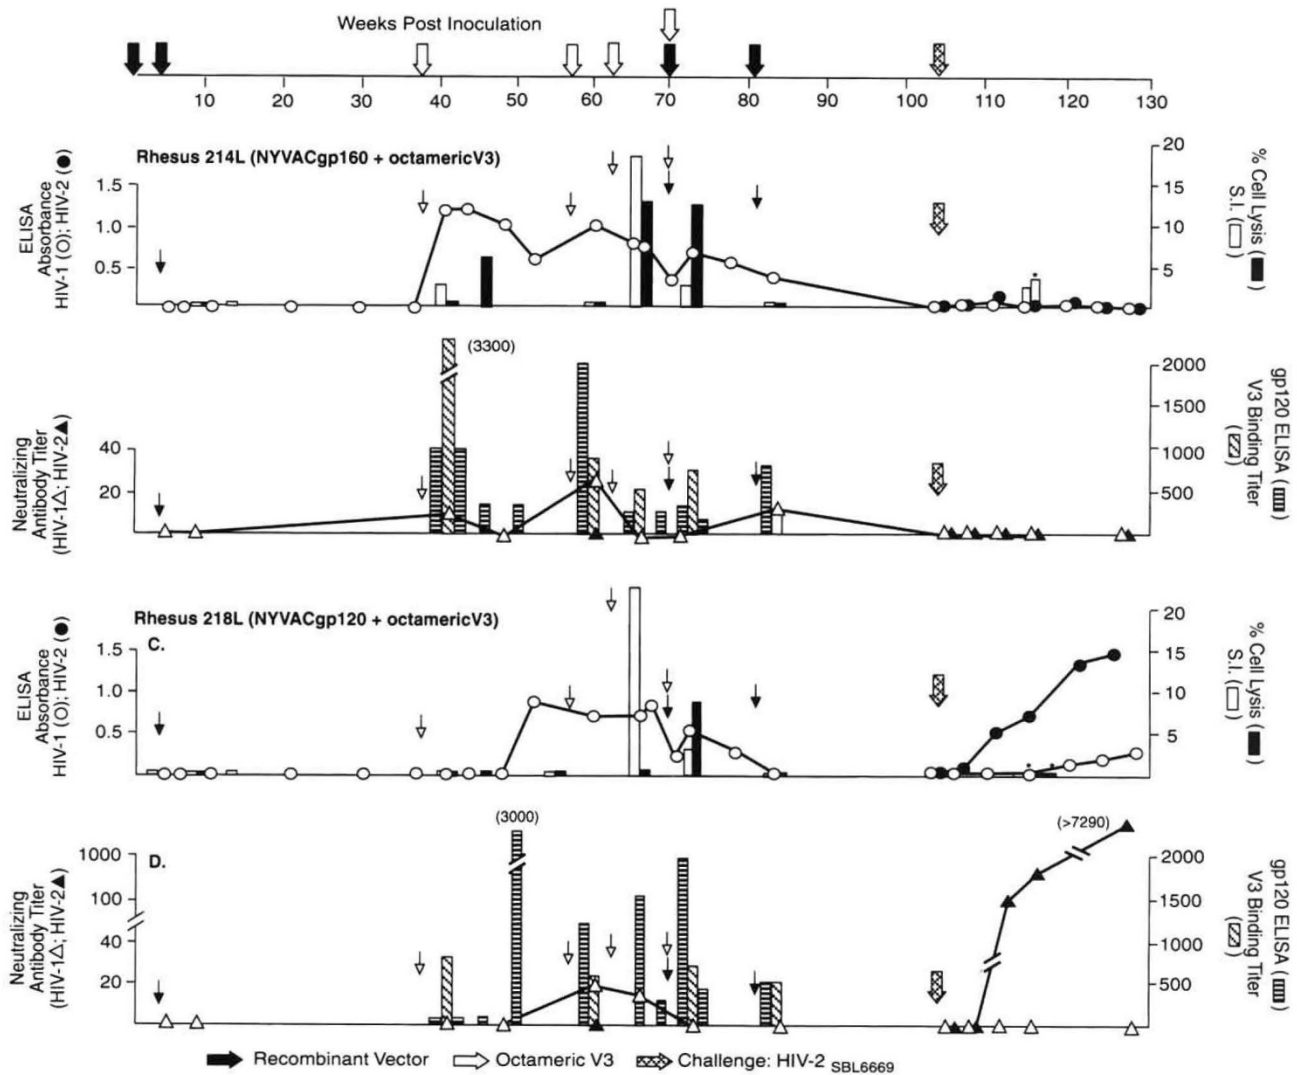 Weeks Post Inoculation
10 20 30 40 50 60 70 80 90 100 110 120 130
Rhesus 214L (NYVACgp160 + octamericV3)
ELISA
Absorbance
HIV-1 (O); HIV-2 (●)
1.5
1.0
0.5
20
15
10
5
% Cell Lysis (■)
S.I. (□)
*
(3300)
Neutralizing
Antibody Titer
(HIV-1△; HIV-2▲)
40
20
2000
1500
1000
500
gp120 ELISA (▤)
V3 Binding Titer
(▨)
Rhesus 218L (NYVACgp120 + octamericV3)
C.
ELISA
Absorbance
HIV-1 (O); HIV-2 (●)
1.5
1.0
0.5
20
15
10
5
% Cell Lysis (■)
S.I. (□)
* *
(3000)
(>7290)
D.
Neutralizing
Antibody Titer
(HIV-1△; HIV-2▲)
1000
100
40
20
2000
1500
1000
500
gp120 ELISA (▤)
V3 Binding Titer
(▨)
Recombinant Vector Octameric V3 Challenge: HIV-2 SBL6669